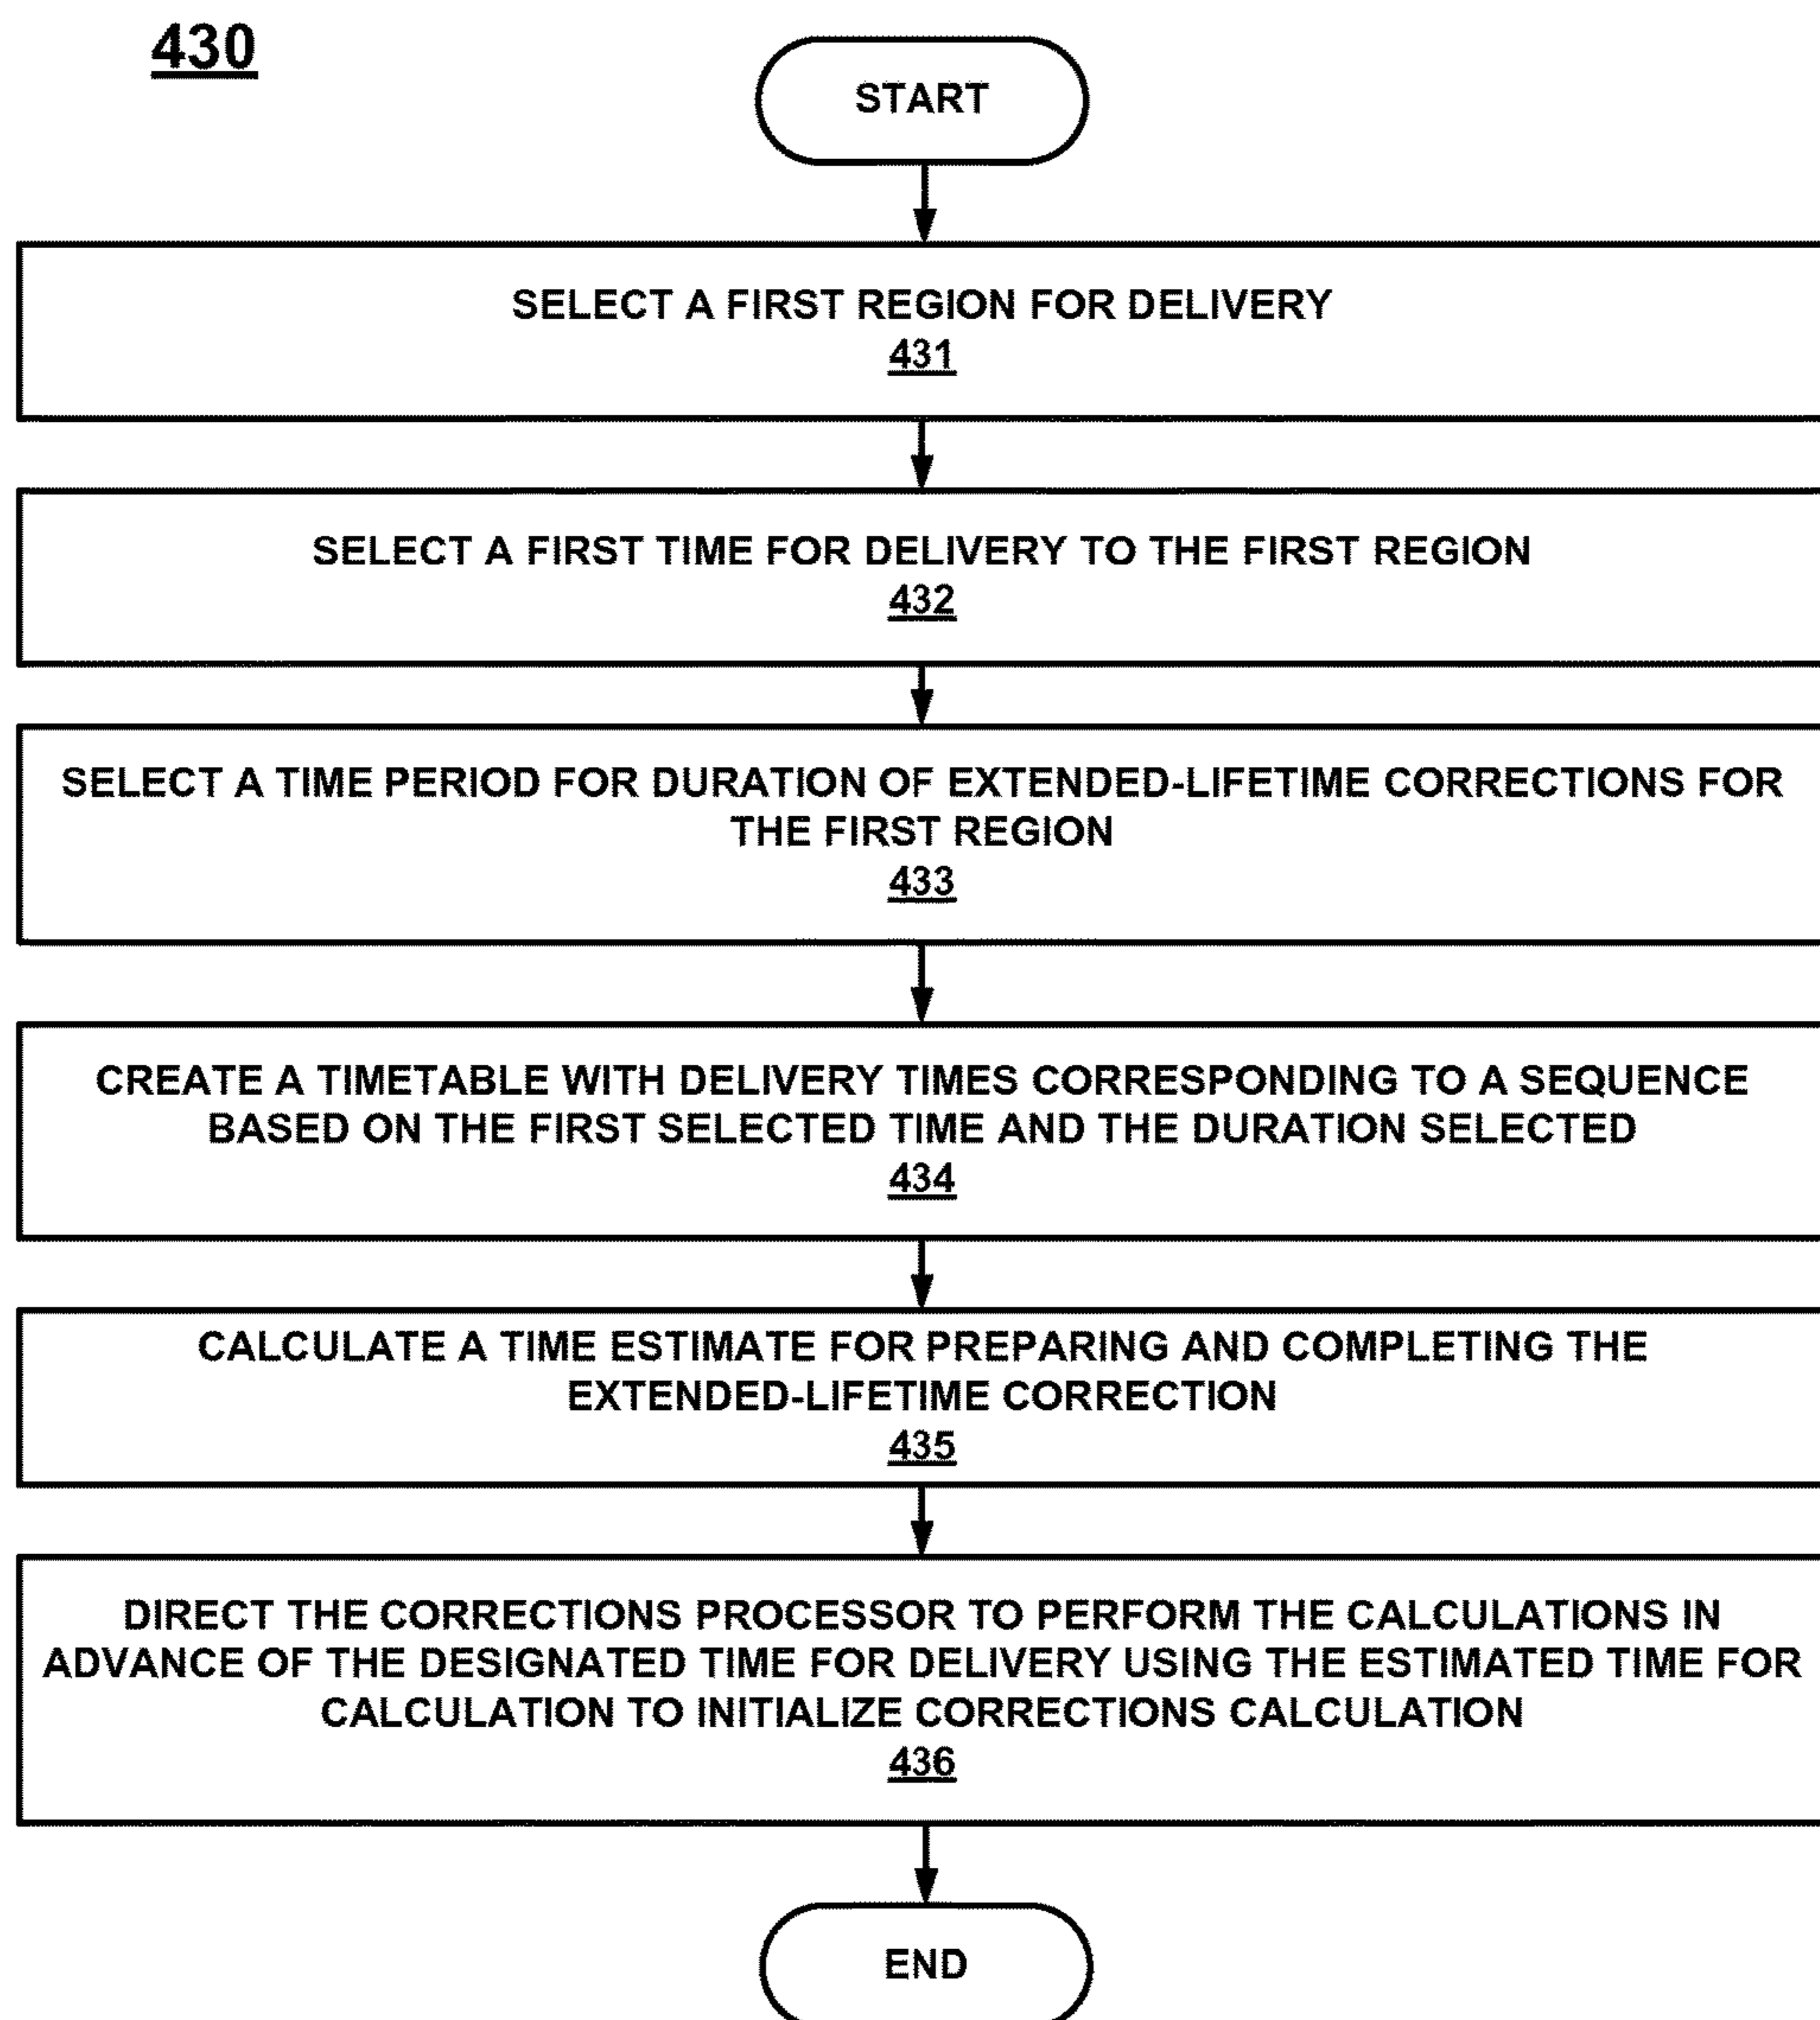 430
START
SELECT A FIRST REGION FOR DELIVERY
431
SELECT A FIRST TIME FOR DELIVERY TO THE FIRST REGION
432
SELECT A TIME PERIOD FOR DURATION OF EXTENDED-LIFETIME CORRECTIONS FOR
THE FIRST REGION
433
CREATE A TIMETABLE WITH DELIVERY TIMES CORRESPONDING TO A SEQUENCE
BASED ON THE FIRST SELECTED TIME AND THE DURATION SELECTED
434
CALCULATE A TIME ESTIMATE FOR PREPARING AND COMPLETING THE
EXTENDED-LIFETIME CORRECTION
435
DIRECT THE CORRECTIONS PROCESSOR TO PERFORM THE CALCULATIONS IN
ADVANCE OF THE DESIGNATED TIME FOR DELIVERY USING THE ESTIMATED TIME FOR
CALCULATION TO INITIALIZE CORRECTIONS CALCULATION
436
END